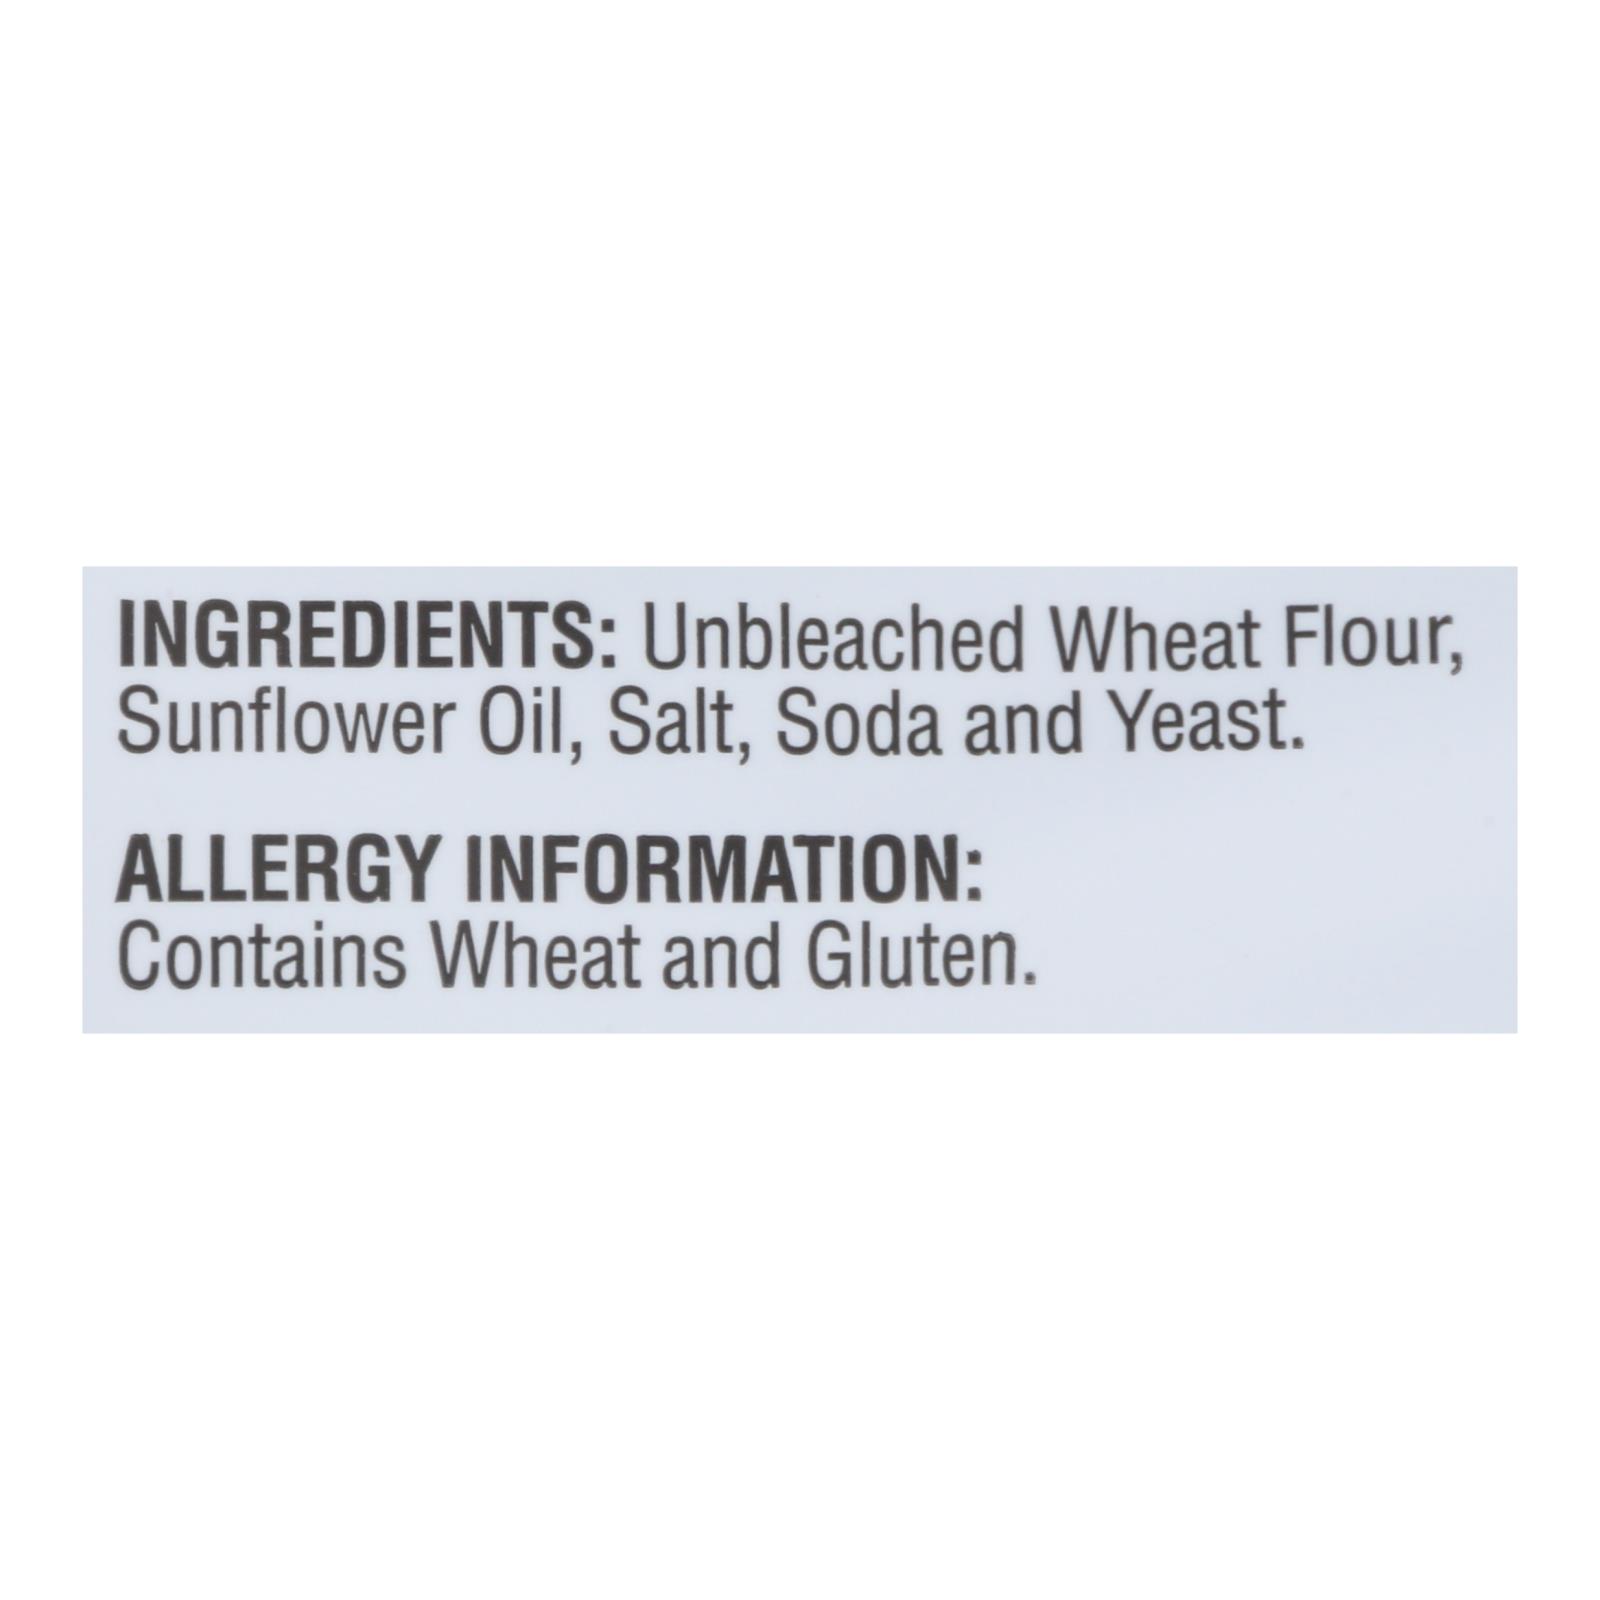 INGREDIENTS: Unbleached Wheat Flour,
Sunflower Oil, Salt, Soda and Yeast.
ALLERGY INFORMATION:
Contains Wheat and Gluten.